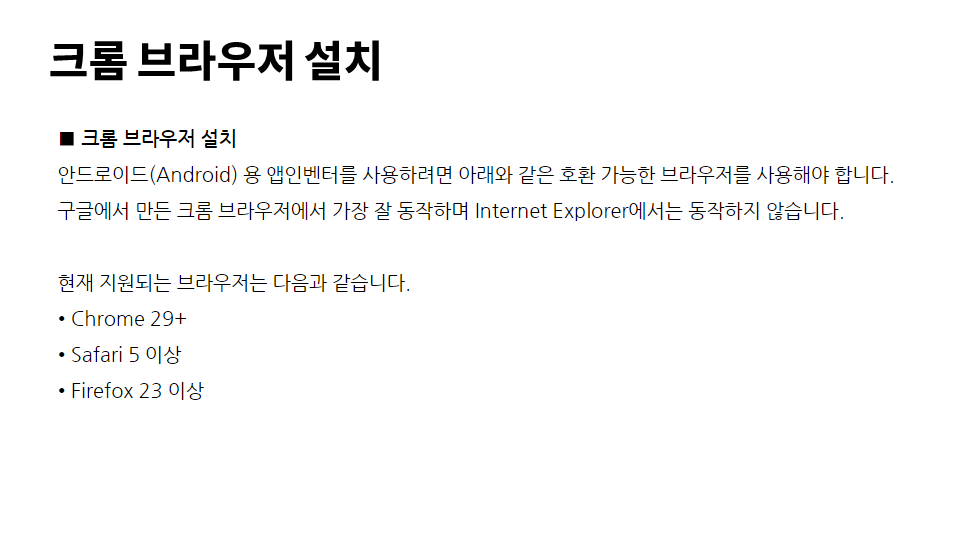 크롬 브라우저 설치
■ 크롬 브라우저 설치
안드로이드(Android) 용 앱인벤터를 사용하려면 아래와 같은 호환 가능한 브라우저를 사용해야 합니다.
구글에서 만든 크롬 브라우저에서 가장 잘 동작하며 Internet Explorer에서는 동작하지 않습니다.
현재 지원되는 브라우저는 다음과 같습니다.
• Chrome 29+
• Safari 5 이상
• Firefox 23 이상